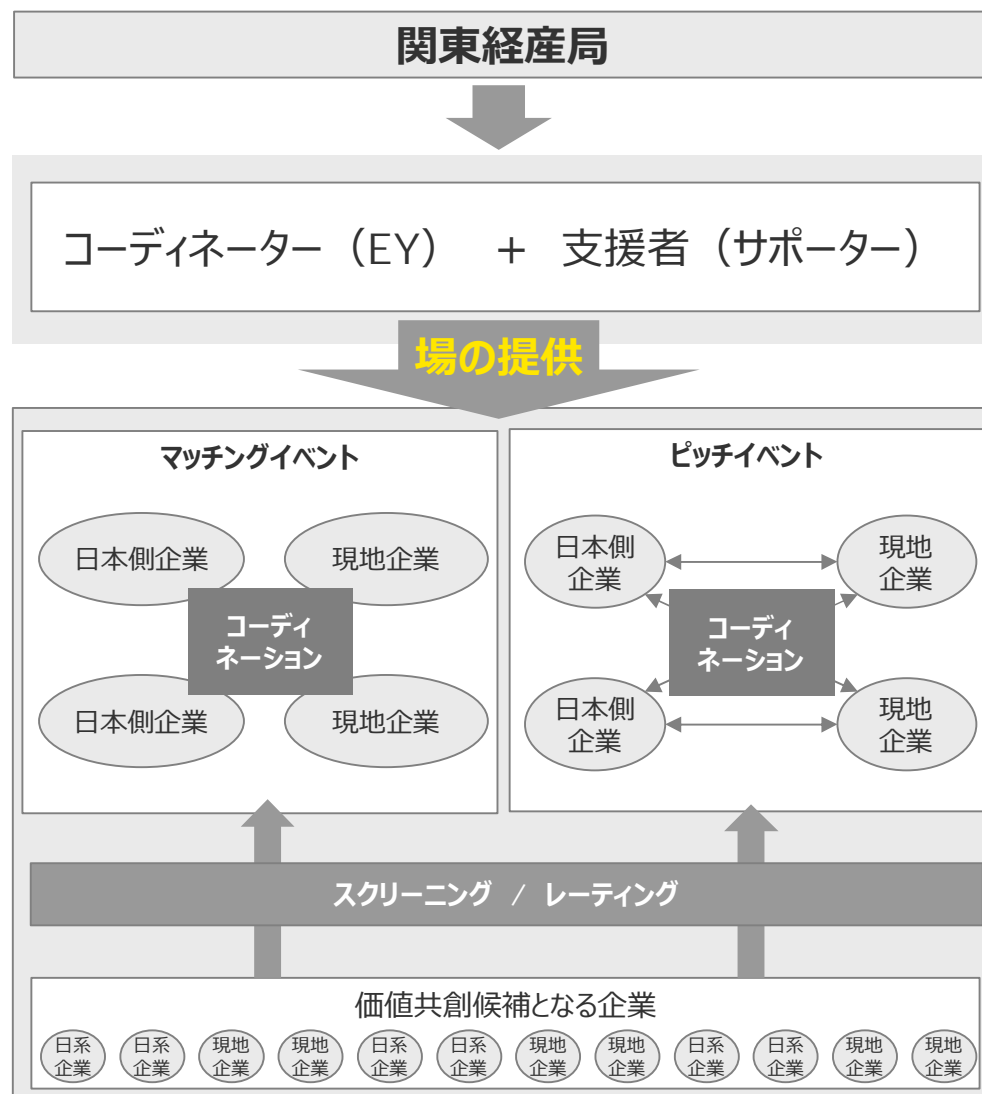 関東経産局
コーディネーター（EY）　+　支援者（サポーター）
場の提供
マッチングイベント
日本側企業
現地企業
コーディ
ネーション
日本側企業
現地企業
ピッチイベント
日本側
企業
現地
企業
コーディ
ネーション
日本側
企業
現地
企業
スクリーニング / レーティング
価値共創候補となる企業
日系
企業
日系
企業
現地
企業
現地
企業
日系
企業
日系
企業
現地
企業
現地
企業
日系
企業
日系
企業
現地
企業
現地
企業